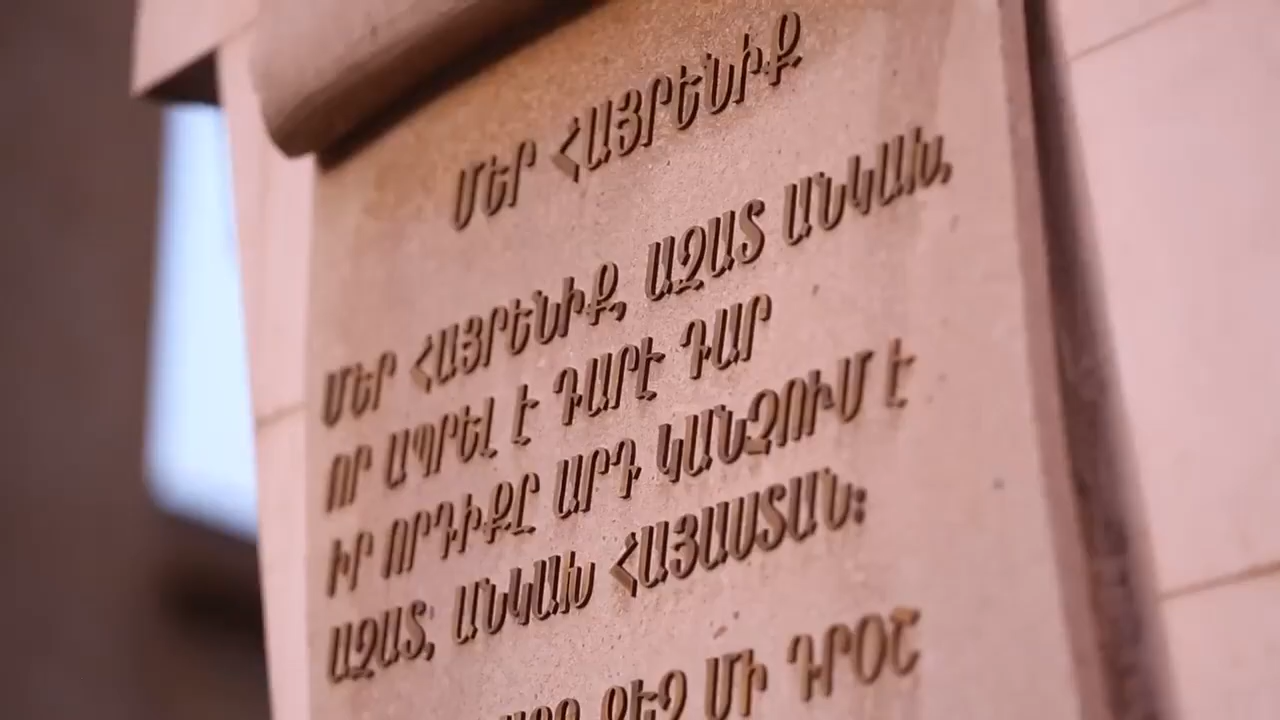 ՄԵՐ ՀԱՅՐԵՆԻՔ
ՄԵՐ ՀԱՅՐԵՆԻՔ, ԱԶԱՏ ԱՆԿԱԽ,
ՈՐ ԱՊՐԵԼ Է ԴԱՐԷ ԴԱՐ
ԻՐ ՈՐԴԻՔԸ ԱՐԴ ԿԱՆՉՈՒՄ Է
ԱԶԱՏ, ԱՆԿԱԽ ՀԱՅԱՍՏԱՆ:
ՔԵԶ ՄԻ ԴՐՕՇ